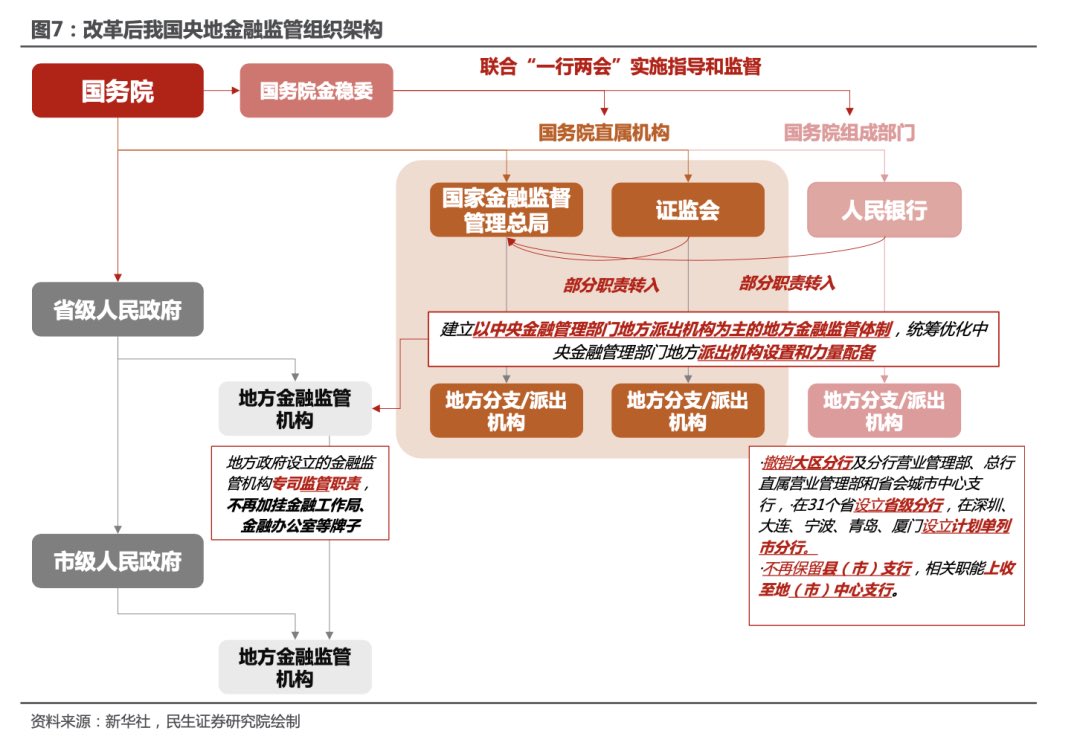 图7：改革后我国央地金融监管组织架构
联合“一行两会”实施指导和监督
国务院
国务院金稳委
国务院直属机构
国务院组成部门
国家金融监督
管理总局
证监会
人民银行
部分职责转入
部分职责转入
省级人民政府
建立以中央金融管理部门地方派出机构为主的地方金融监管体制，统筹优化中
央金融管理部门地方派出机构设置和力量配备
地方金融监管
机构
地方分支/派出
机构
地方分支/派出
机构
地方分支/派出
机构
地方政府设立的金融监
管机构专司监管职责，
不再加挂金融工作局、
金融办公室等牌子
·撤销大区分行及分行营业管理部、总行
直属营业管理部和省会城市中心支
行，·在31个省设立省级分行，在深圳、
大连、宁波、青岛、厦门设立计划单列
市分行。
·不再保留县（市）支行，相关职能上收
至地（市）中心支行。
市级人民政府
地方金融监管
机构
资料来源：新华社，民生证券研究院绘制